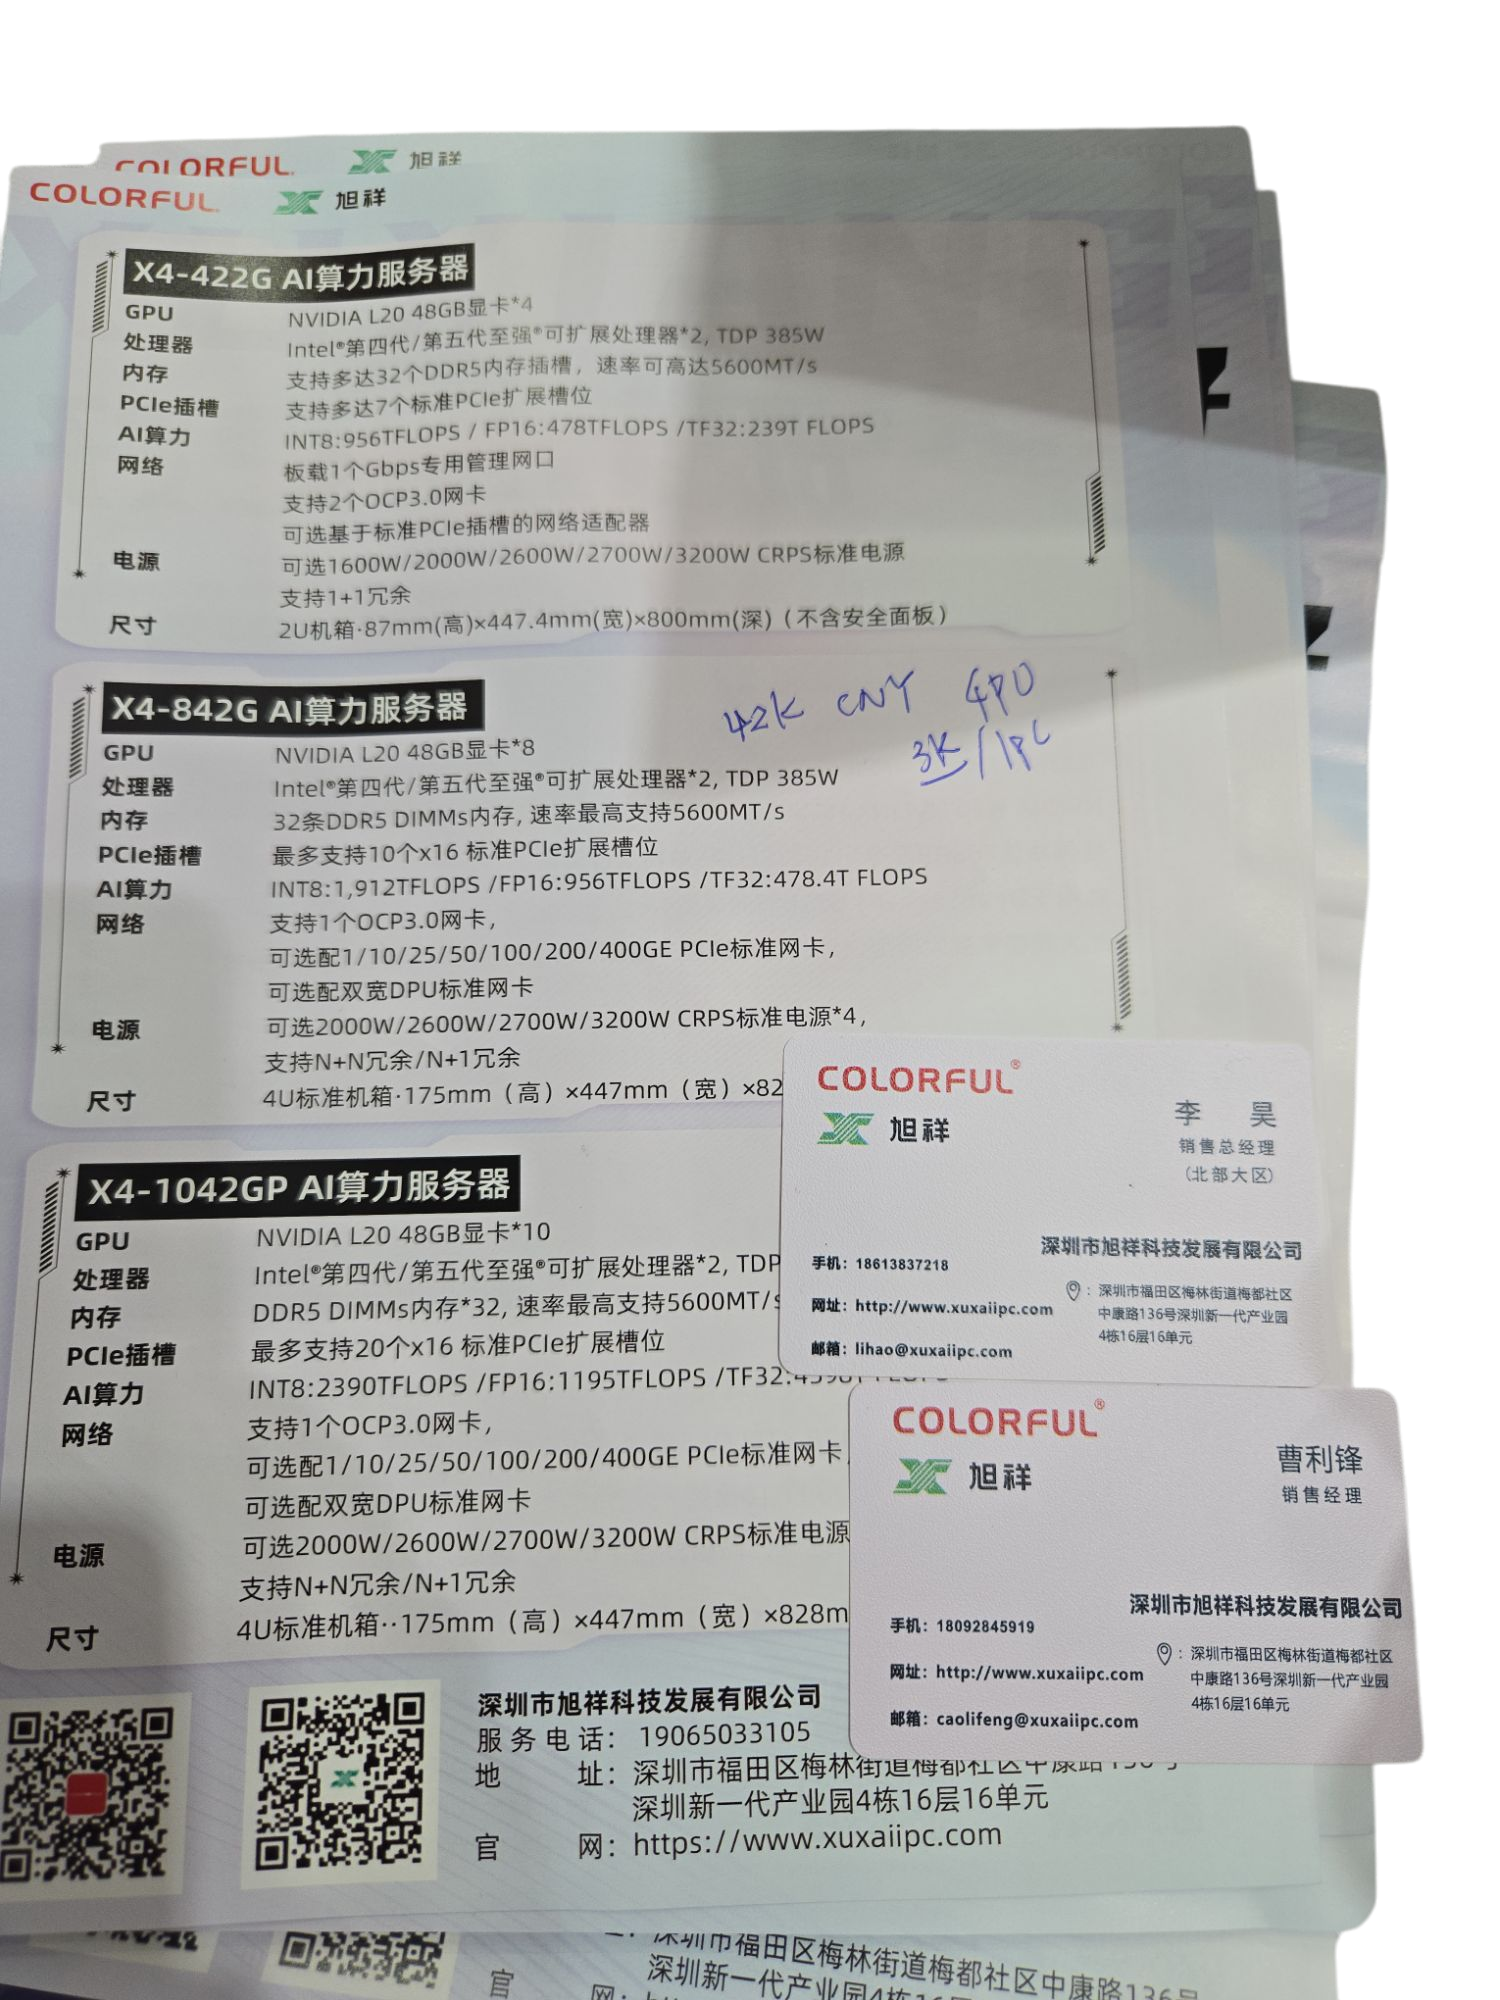 COLORFUL. 旭祥
COLORFUL. 旭祥
X4-422G AI算力服务器
GPU NVIDIA L20 48GB显卡*4
处理器 Intel®第四代/第五代至强®可扩展处理器*2, TDP 385W
内存 支持多达32个DDR5内存插槽，速率可高达5600MT/s
PCIe插槽 支持多达7个标准PCIe扩展槽位
AI算力 INT8:956TFLOPS / FP16:478TFLOPS /TF32:239T FLOPS
网络 板载1个Gbps专用管理网口
支持2个OCP3.0网卡
可选基于标准PCIe插槽的网络适配器
电源 可选1600W/2000W/2600W/2700W/3200W CRPS标准电源
支持1+1冗余
尺寸 2U机箱·87mm(高)×447.4mm(宽)×800mm(深)（不含安全面板）
X4-842G AI算力服务器
42K CNY GPU
3K/1PC
GPU NVIDIA L20 48GB显卡*8
处理器 Intel®第四代/第五代至强®可扩展处理器*2, TDP 385W
内存 32条DDR5 DIMMs内存, 速率最高支持5600MT/s
PCIe插槽 最多支持10个x16 标准PCIe扩展槽位
AI算力 INT8:1,912TFLOPS /FP16:956TFLOPS /TF32:478.4T FLOPS
网络 支持1个OCP3.0网卡,
可选配1/10/25/50/100/200/400GE PCIe标准网卡,
可选配双宽DPU标准网卡
电源 可选2000W/2600W/2700W/3200W CRPS标准电源*4,
支持N+N冗余/N+1冗余
尺寸 4U标准机箱·175mm（高）×447mm（宽）×82
X4-1042GP AI算力服务器
GPU NVIDIA L20 48GB显卡*10
处理器 Intel®第四代/第五代至强®可扩展处理器*2, TDP
内存 DDR5 DIMMs内存*32, 速率最高支持5600MT/s
PCIe插槽 最多支持20个x16 标准PCIe扩展槽位
AI算力 INT8:2390TFLOPS /FP16:1195TFLOPS /TF32:
网络 支持1个OCP3.0网卡,
可选配1/10/25/50/100/200/400GE PCIe标准网卡
可选配双宽DPU标准网卡
电源 可选2000W/2600W/2700W/3200W CRPS标准电源
支持N+N冗余/N+1冗余
尺寸 4U标准机箱··175mm（高）×447mm（宽）×828m
深圳市旭祥科技发展有限公司
服务电话： 19065033105
地 址： 深圳市福田区梅林街道梅都社区中康路136号
深圳新一代产业园4栋16层16单元
官 网： https://www.xuxaiipc.com
COLORFUL®
旭祥
李 昊
销售总经理
(北部大区)
深圳市旭祥科技发展有限公司
手机：18613837218
网址：http://www.xuxaiipc.com
邮箱：lihao@xuxaiipc.com
：深圳市福田区梅林街道梅都社区
中康路136号深圳新一代产业园
4栋16层16单元
COLORFUL®
旭祥
曹利锋
销售经理
深圳市旭祥科技发展有限公司
手机：18092845919
网址：http://www.xuxaiipc.com
邮箱：caolifeng@xuxaiipc.com
：深圳市福田区梅林街道梅都社区
中康路136号深圳新一代产业园
4栋16层16单元
深圳市福田区梅林街道梅都社区中康路136号
深圳新一代产业园4栋16
官 网：